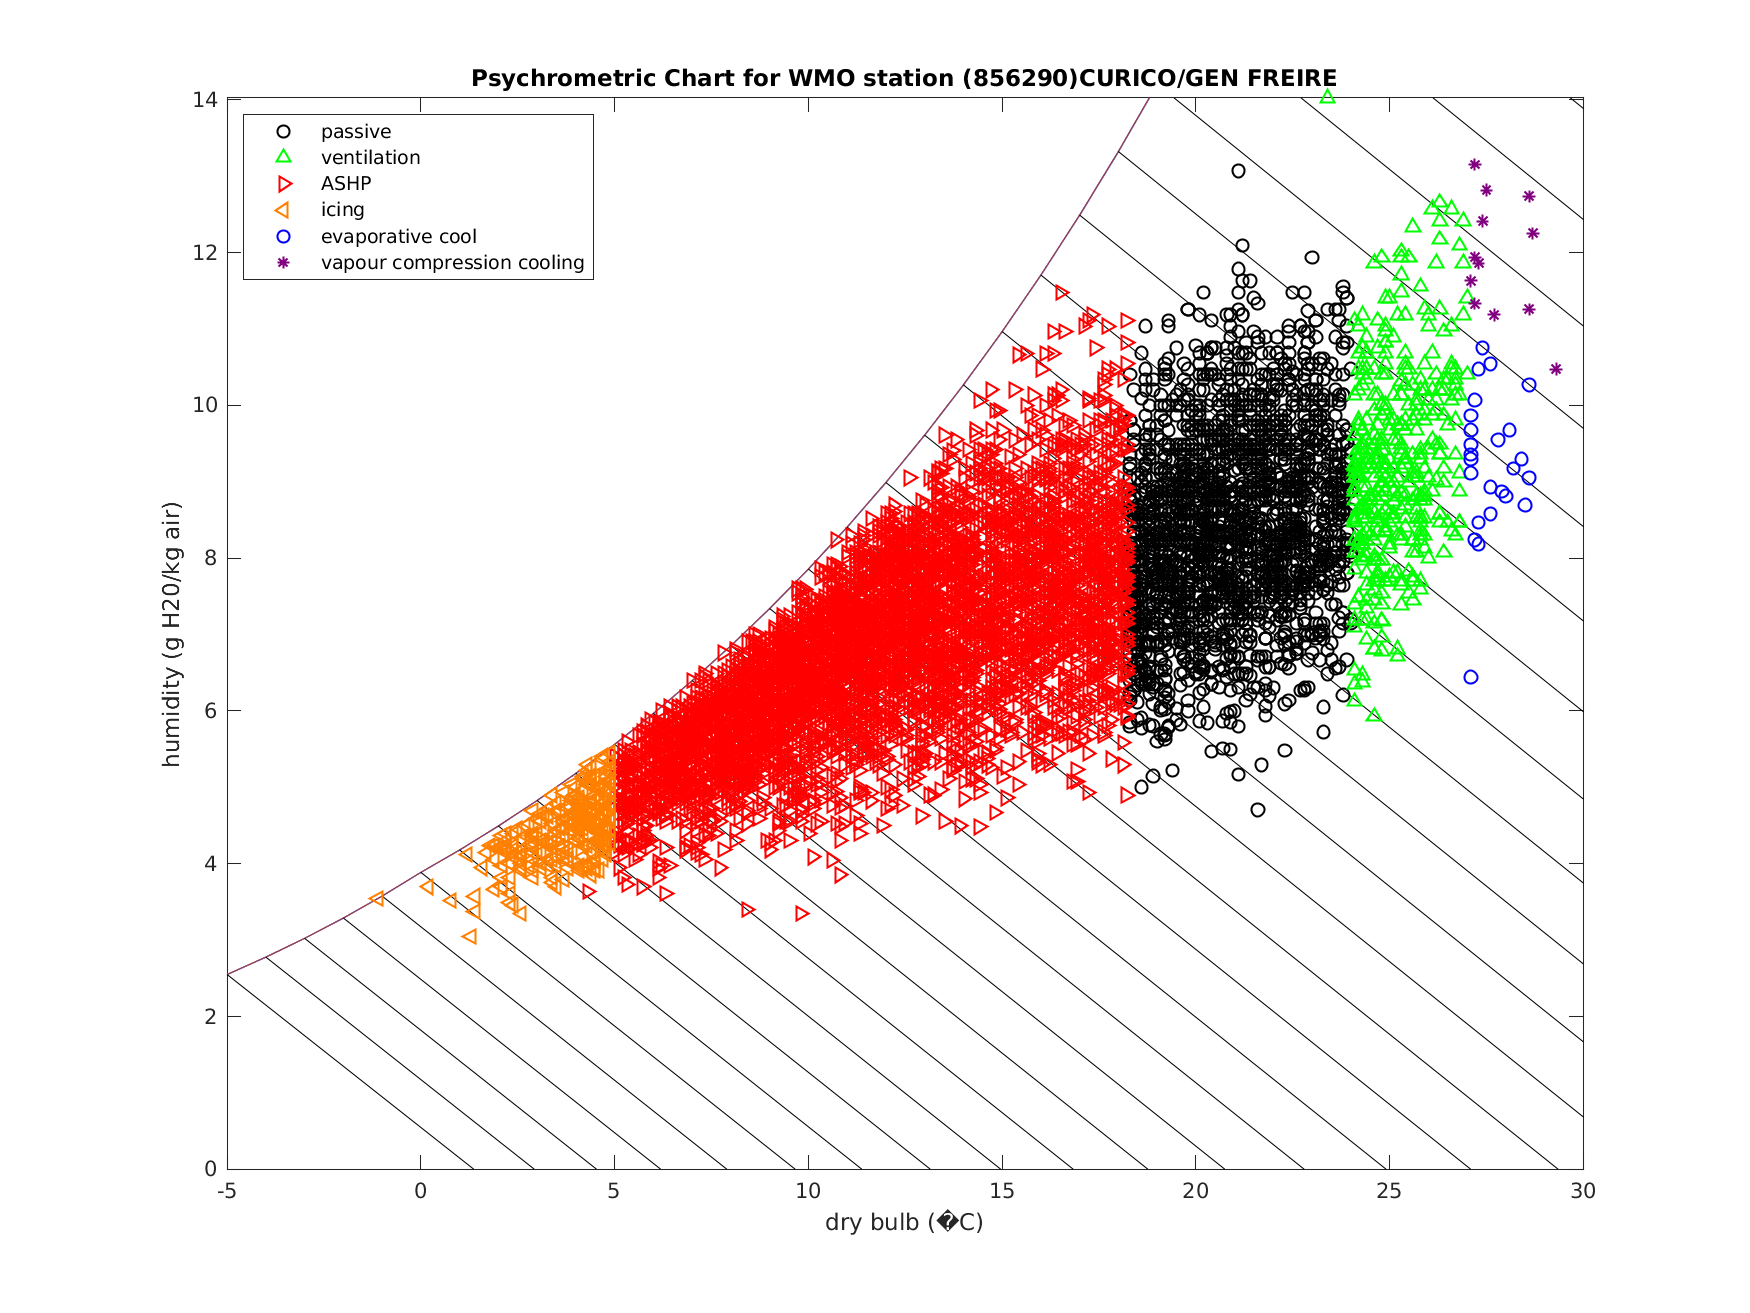 Psychrometric Chart for WMO station (856290)CURICO/GEN FREIRE
14
12
10
8
6
4
2
0
humidity (g H20/kg air)
passive
ventilation
ASHP
icing
evaporative cool
vapour compression cooling
-5 0 5 10 15 20 25 30
dry bulb (�C)